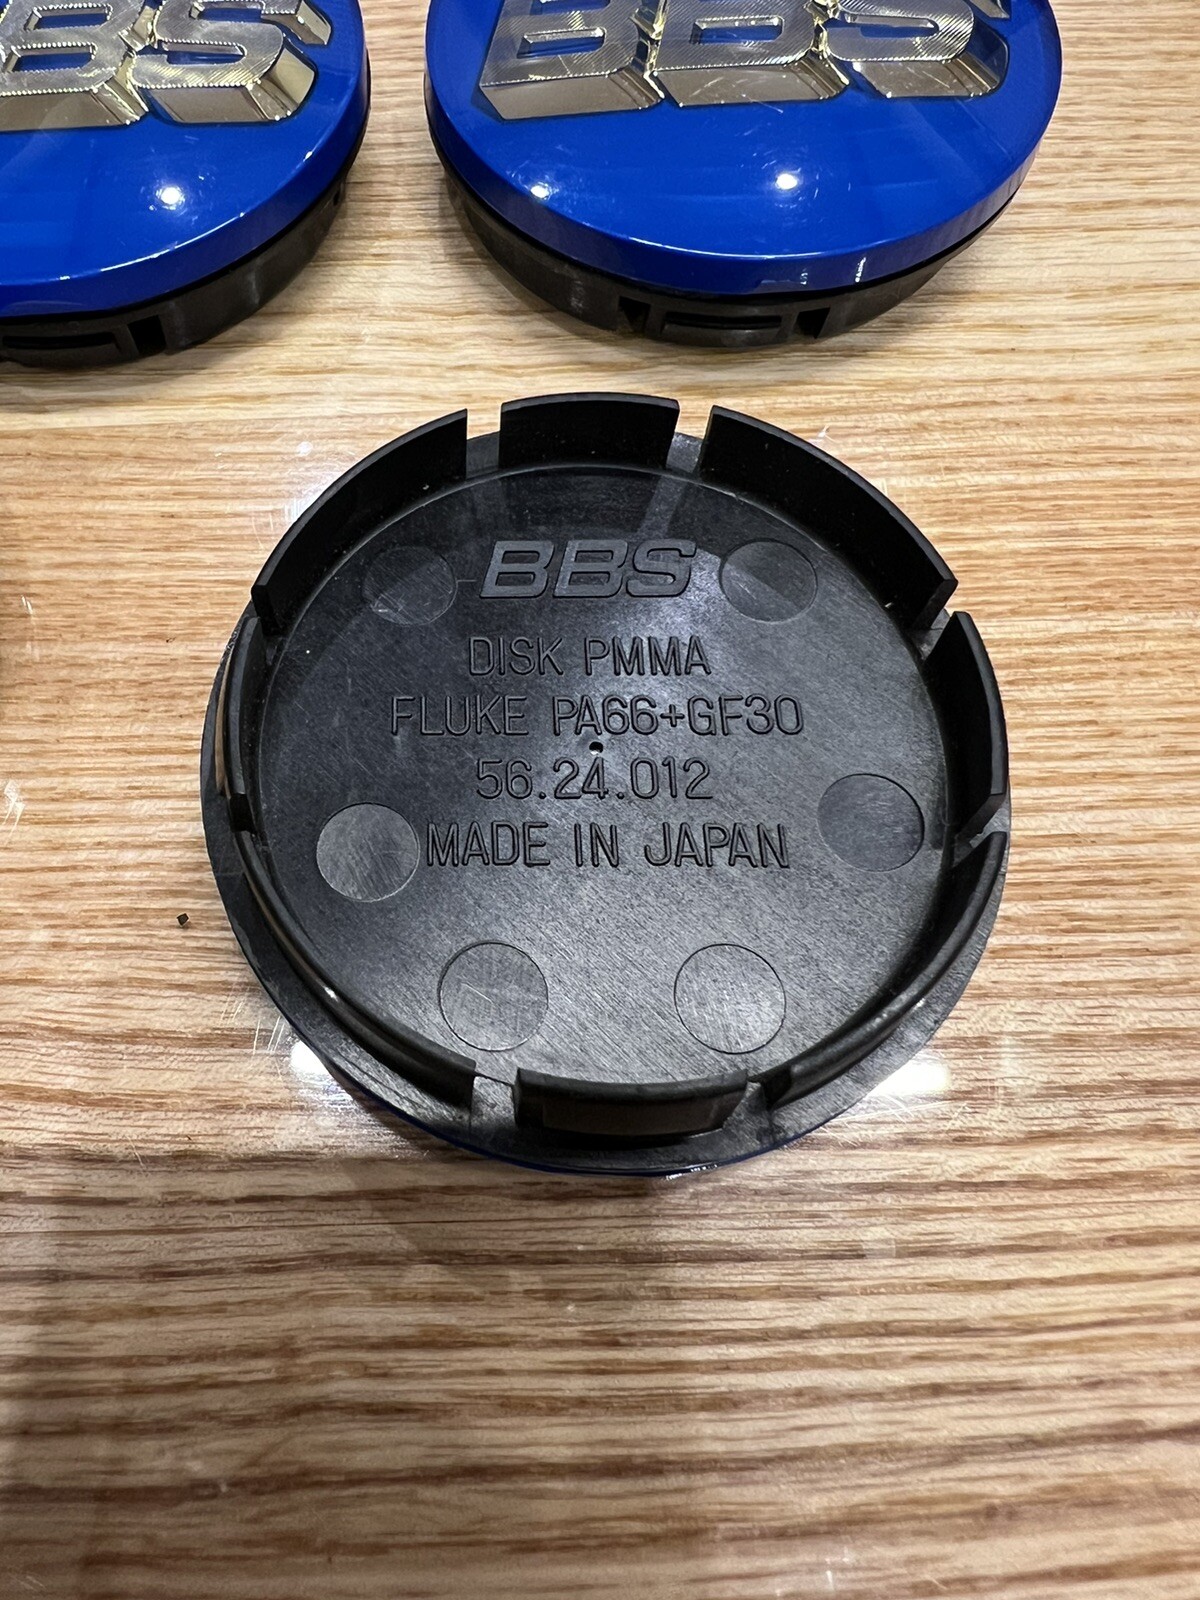 BBS
BBS
BBS
DISK PMMA
FLUKE PA66+GF30
56.24.012
MADE IN JAPAN